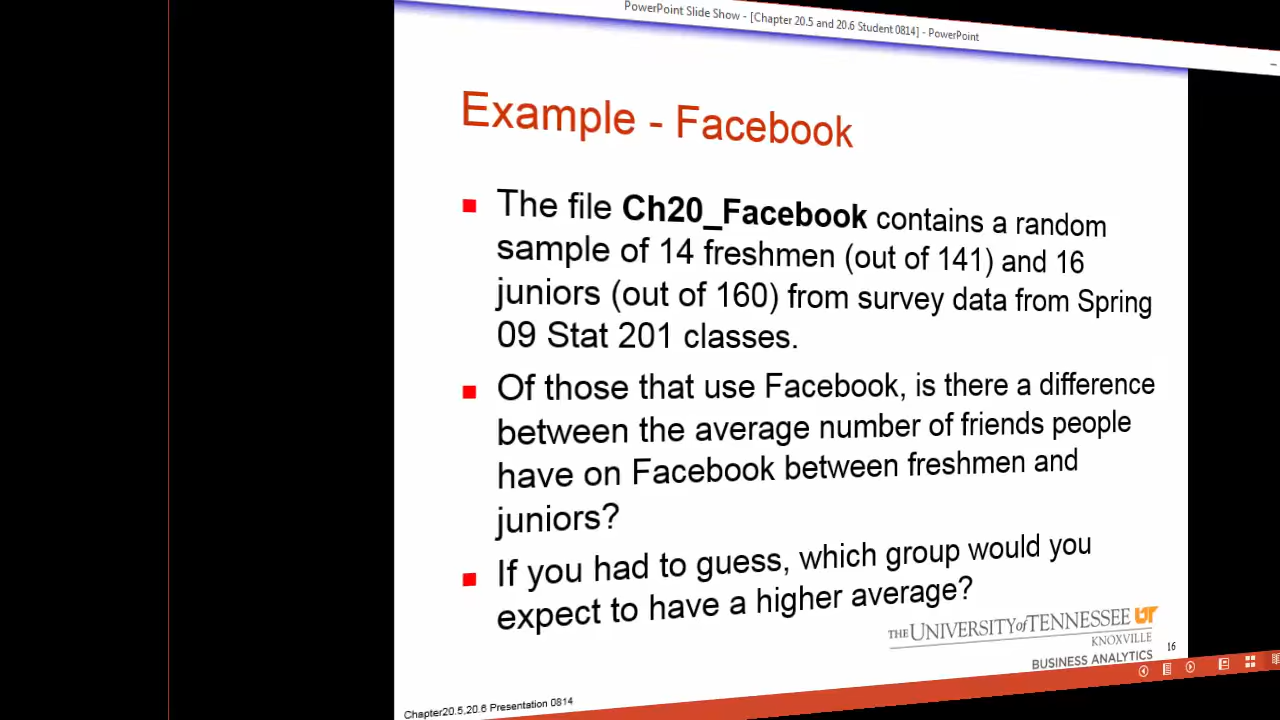 PowerPoint Slide Show - [Chapter 20.5 and 20.6 Student 0814] - PowerPoint
Example - Facebook
The file Ch20_Facebook contains a random
sample of 14 freshmen (out of 141) and 16
juniors (out of 160) from survey data from Spring
09 Stat 201 classes.
Of those that use Facebook, is there a difference
between the average number of friends people
have on Facebook between freshmen and
juniors?
If you had to guess, which group would you
expect to have a higher average?
THE UNIVERSITY of TENNESSEE UT
KNOXVILLE
BUSINESS ANALYTICS
16
Chapter20.5,20.6 Presentation 0814